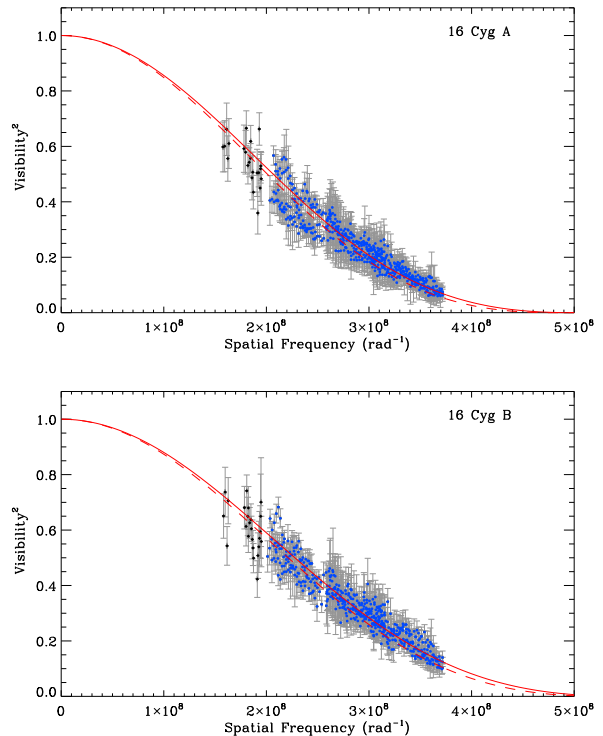 16 Cyg A
Visibility²
1.0
0.8
0.6
0.4
0.2
0.0
0 1×10⁸ 2×10⁸ 3×10⁸ 4×10⁸ 5×10⁸
Spatial Frequency (rad⁻¹)
16 Cyg B
Visibility²
1.0
0.8
0.6
0.4
0.2
0.0
0 1×10⁸ 2×10⁸ 3×10⁸ 4×10⁸ 5×10⁸
Spatial Frequency (rad⁻¹)